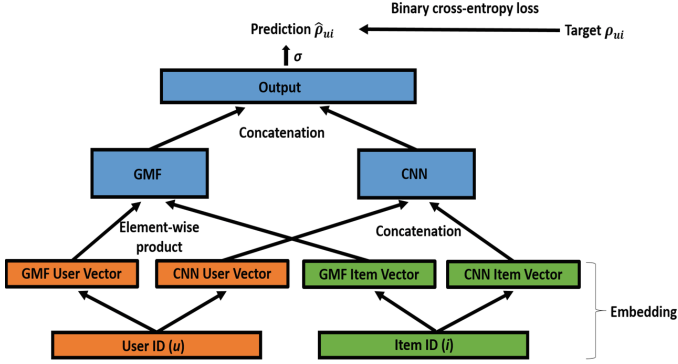 Binary cross-entropy loss
Prediction ρ̂ᵤᵢ
Target ρᵤᵢ
σ
Output
Concatenation
GMF
CNN
Element-wise
product
Concatenation
GMF User Vector
CNN User Vector
GMF Item Vector
CNN Item Vector
Embedding
User ID (u)
Item ID (i)